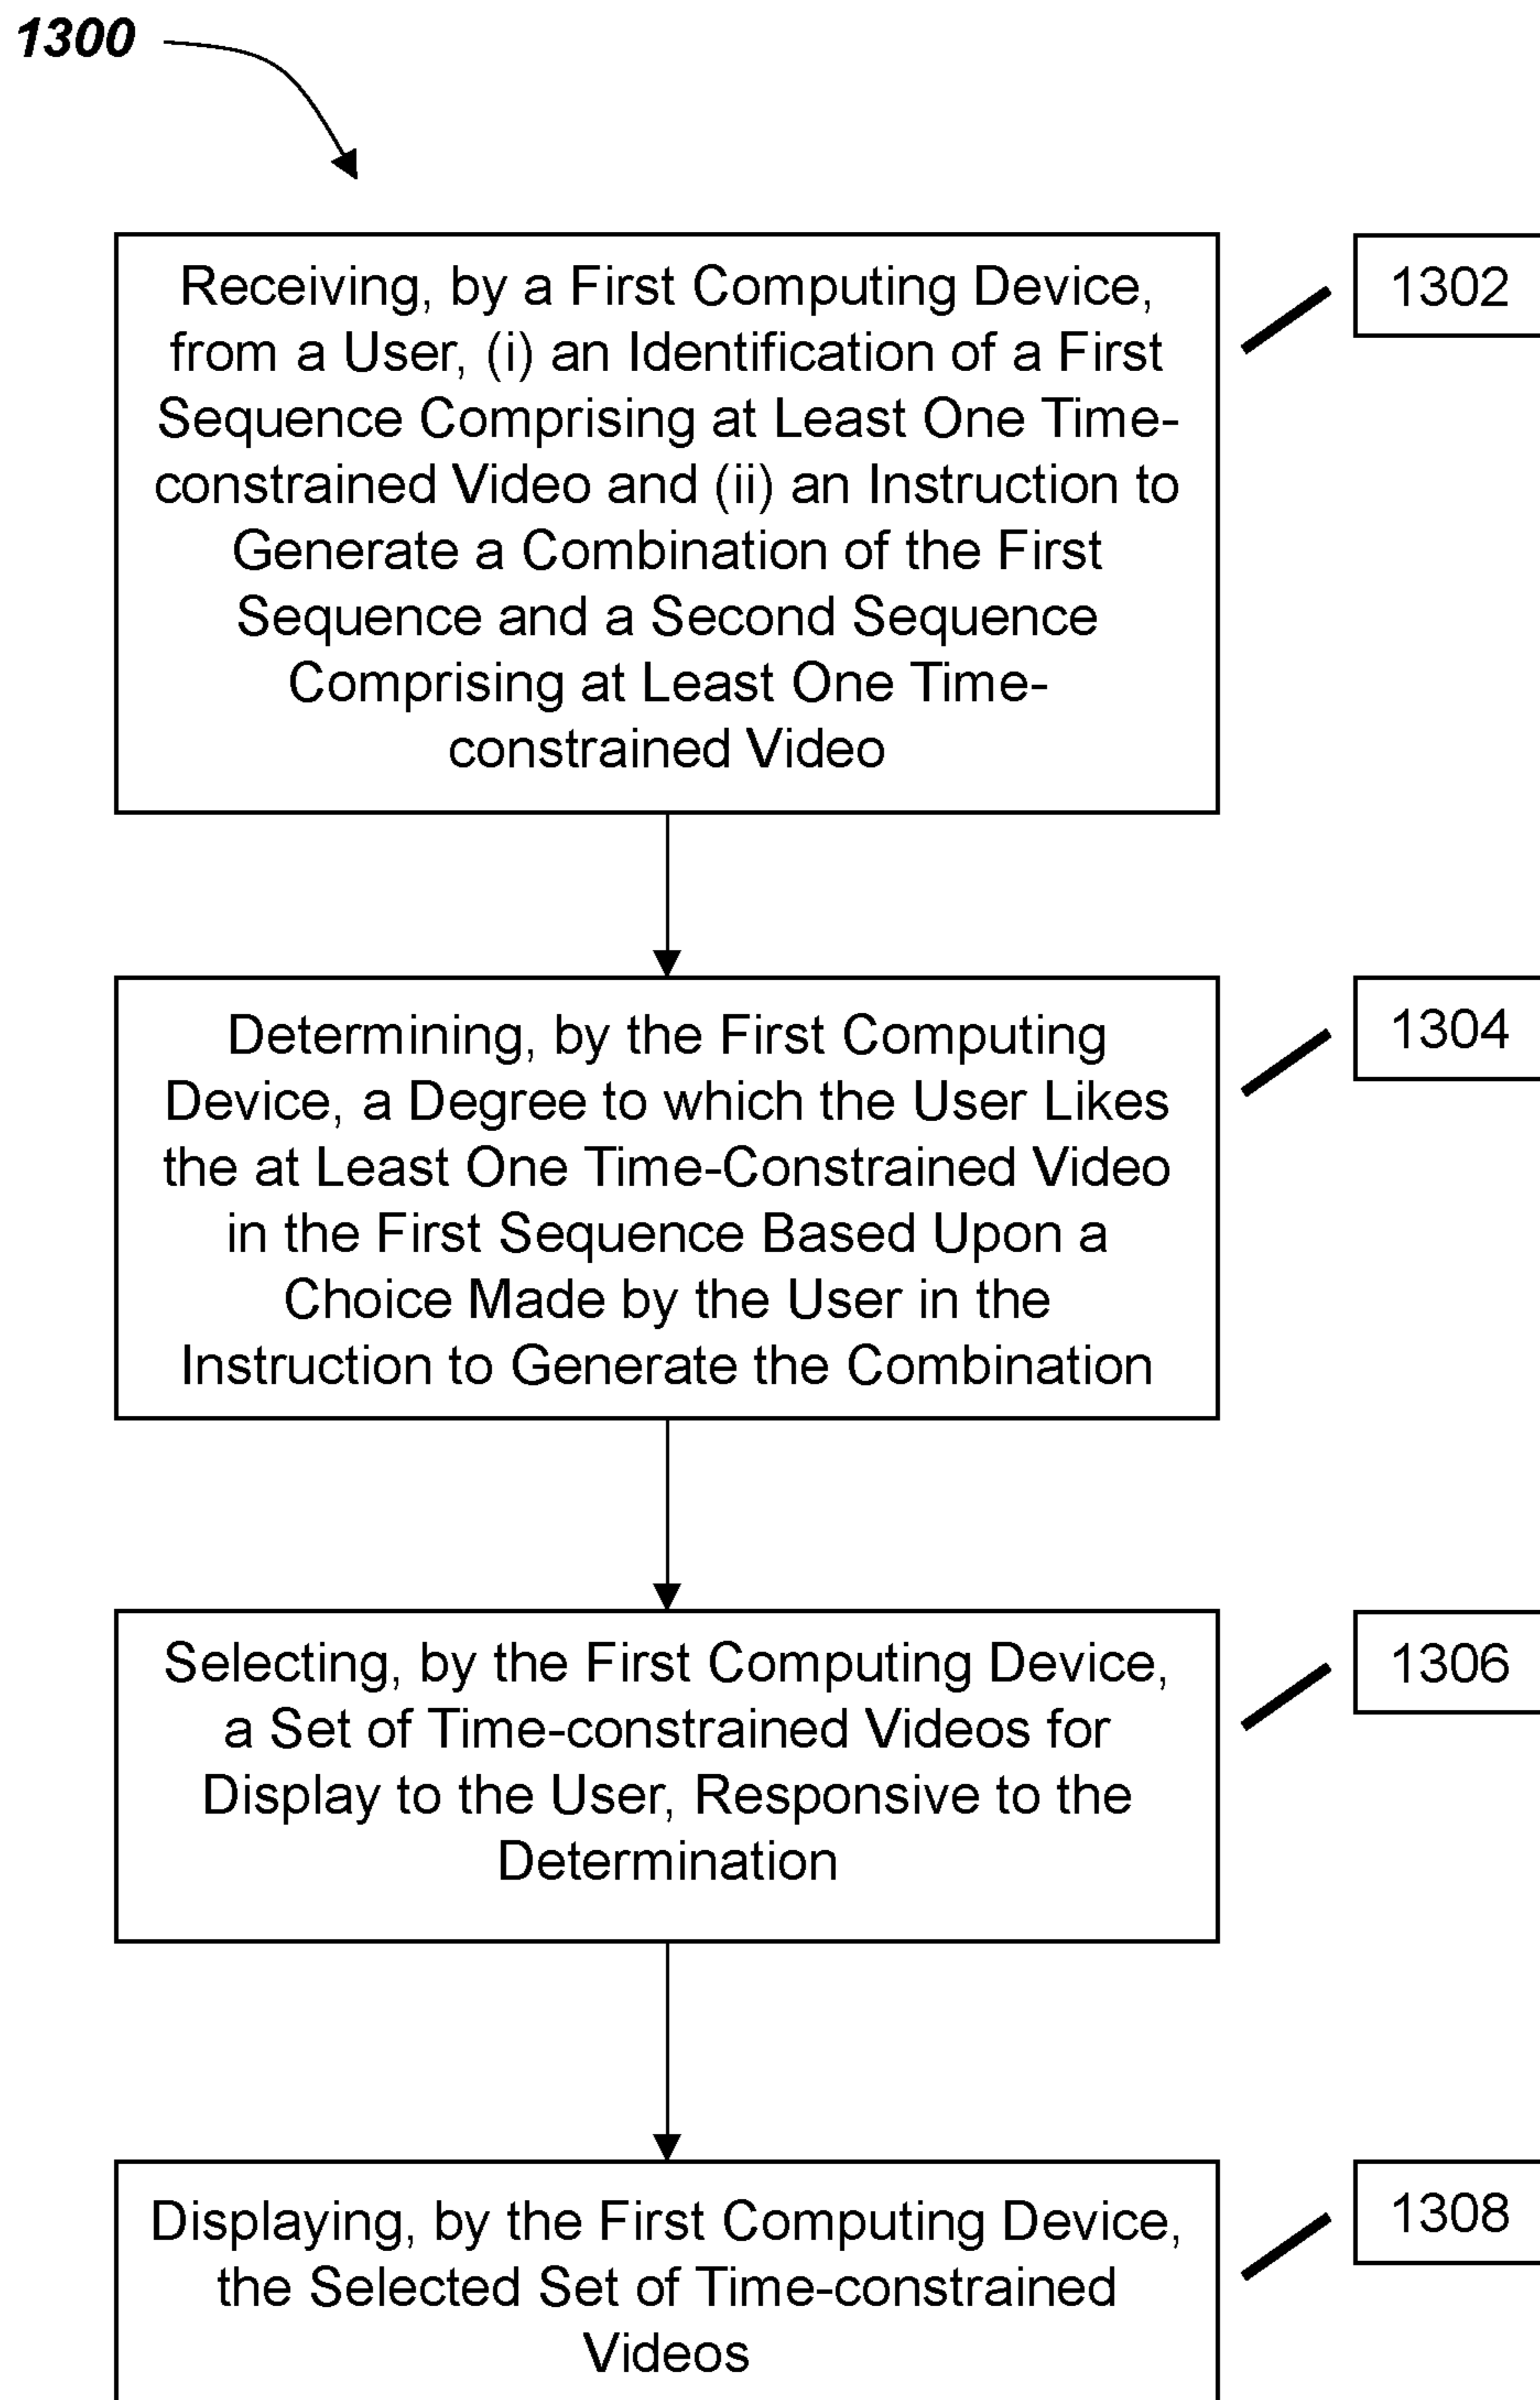 1300
Receiving, by a First Computing Device,
from a User, (i) an Identification of a First
Sequence Comprising at Least One Time-
constrained Video and (ii) an Instruction to
Generate a Combination of the First
Sequence and a Second Sequence
Comprising at Least One Time-
constrained Video
1302
Determining, by the First Computing
Device, a Degree to which the User Likes
the at Least One Time-Constrained Video
in the First Sequence Based Upon a
Choice Made by the User in the
Instruction to Generate the Combination
1304
Selecting, by the First Computing Device,
a Set of Time-constrained Videos for
Display to the User, Responsive to the
Determination
1306
Displaying, by the First Computing Device,
the Selected Set of Time-constrained
Videos
1308